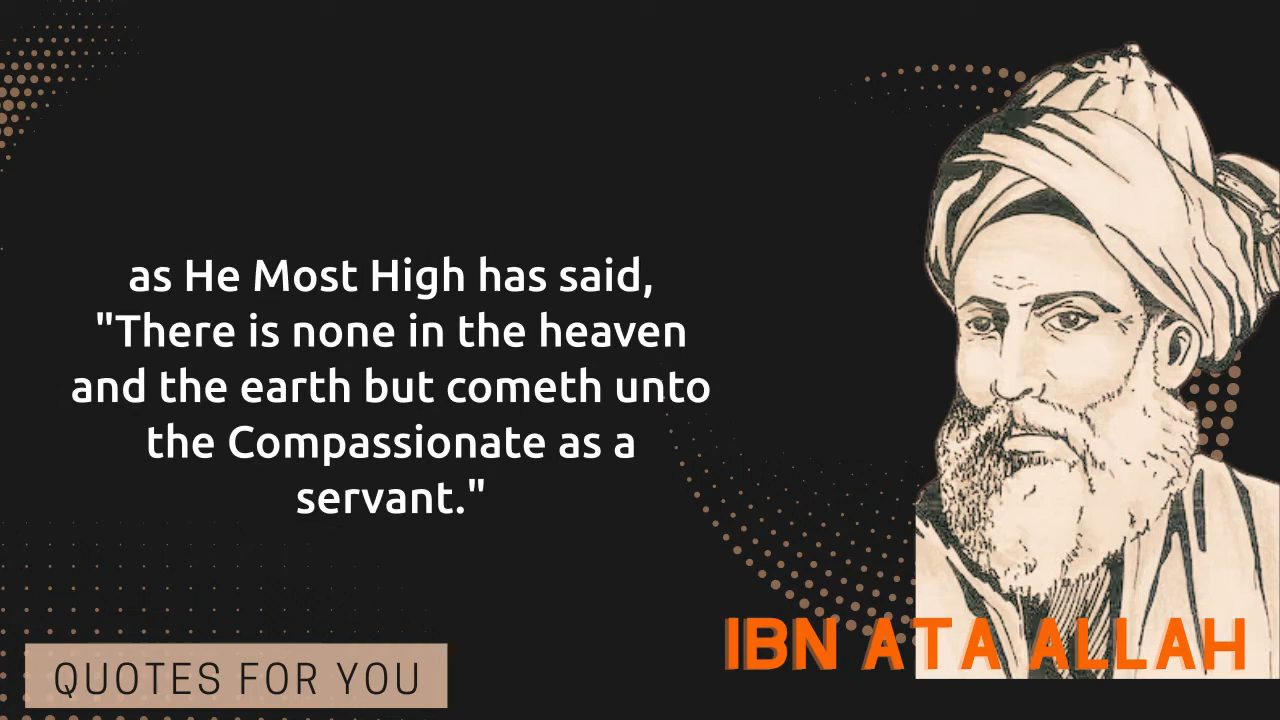 as He Most High has said,
"There is none in the heaven
and the earth but cometh unto
the Compassionate as a
servant."
IBN ATA ALLAH
QUOTES FOR YOU